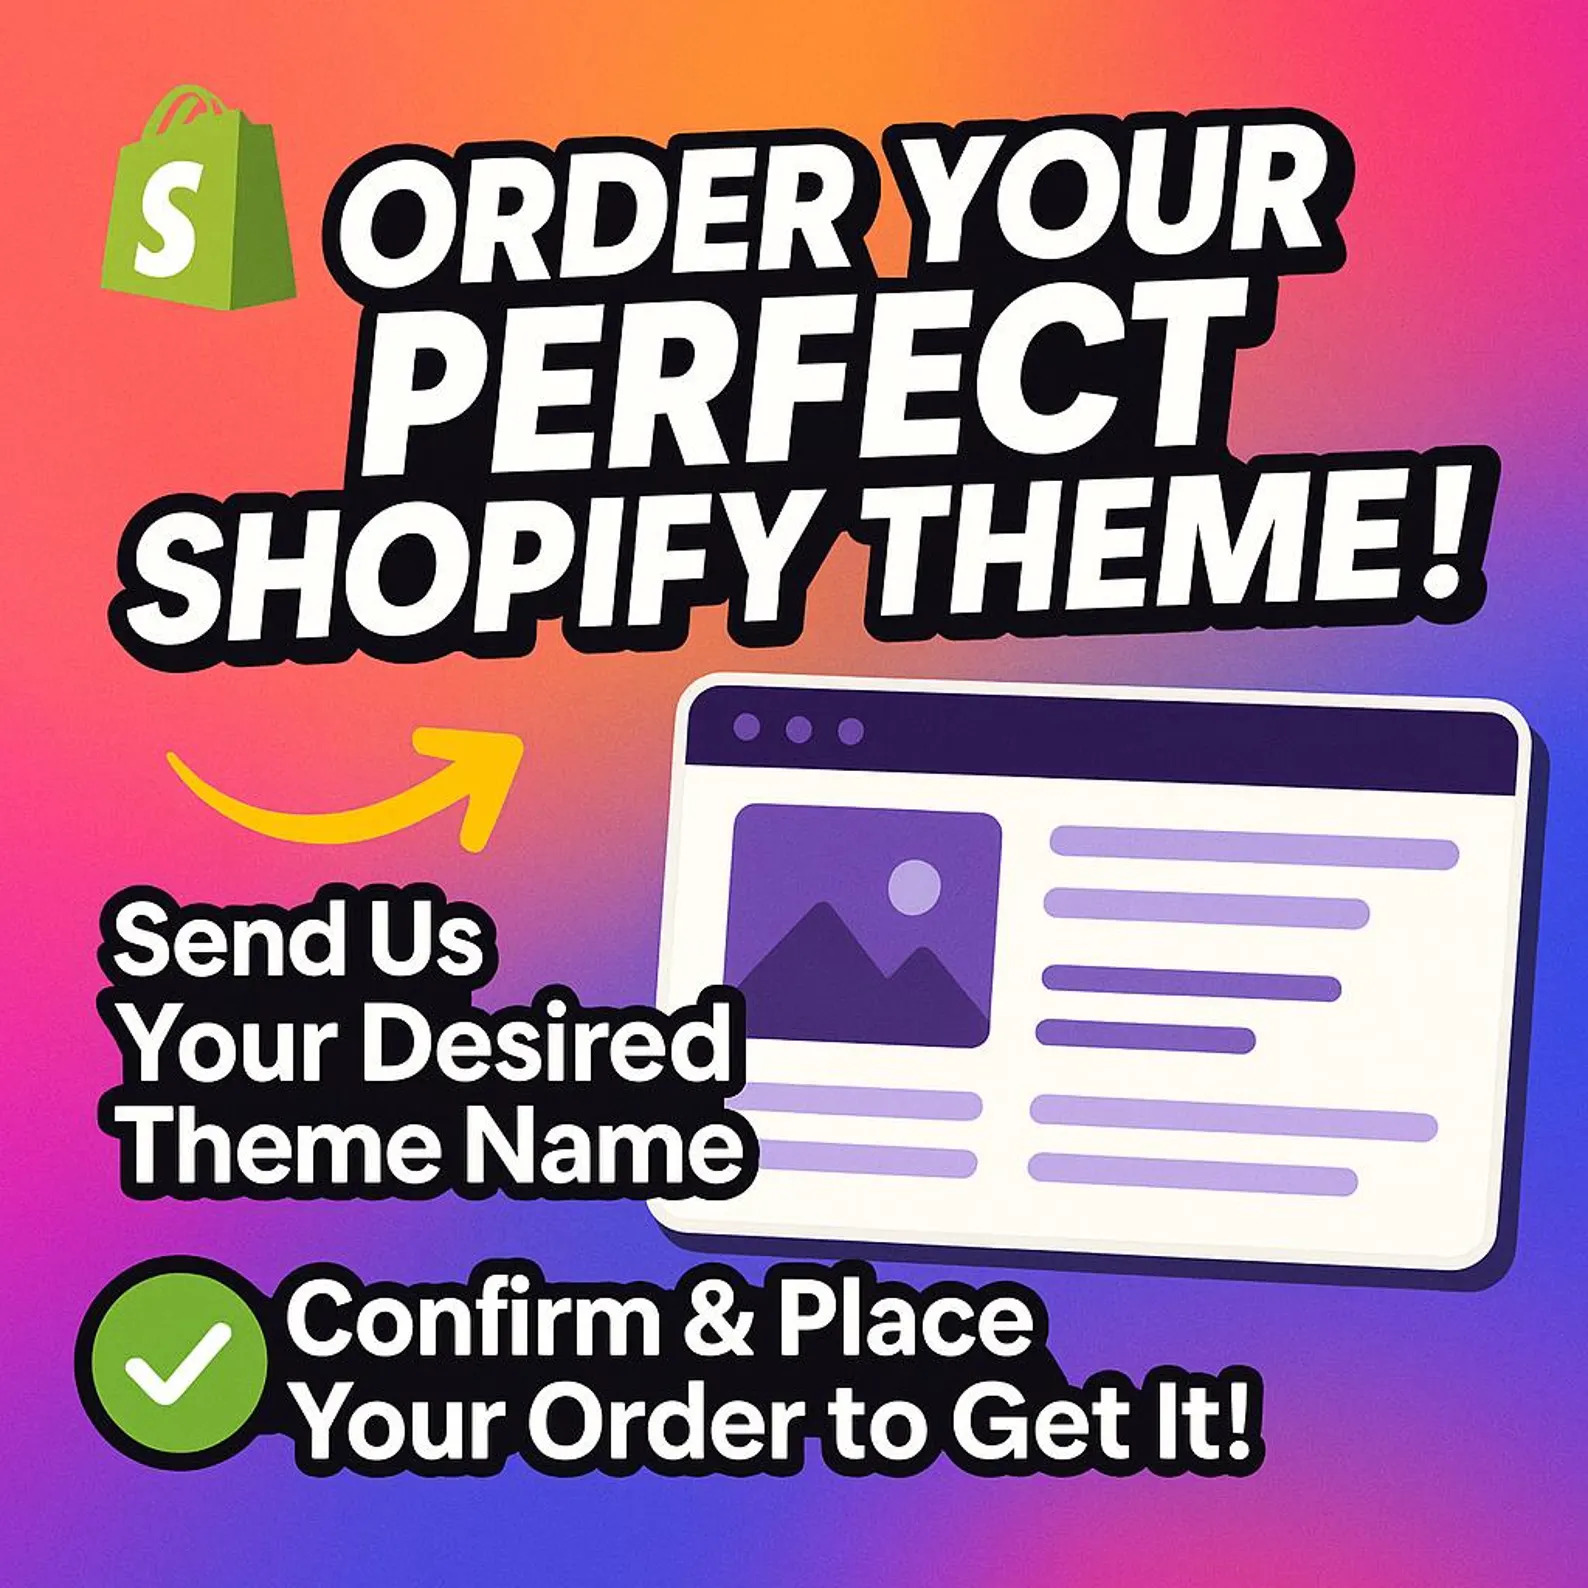 S
ORDER YOUR
PERFECT
SHOPIFY THEME!
Send Us
Your Desired
Theme Name
Confirm & Place
Your Order to Get It!